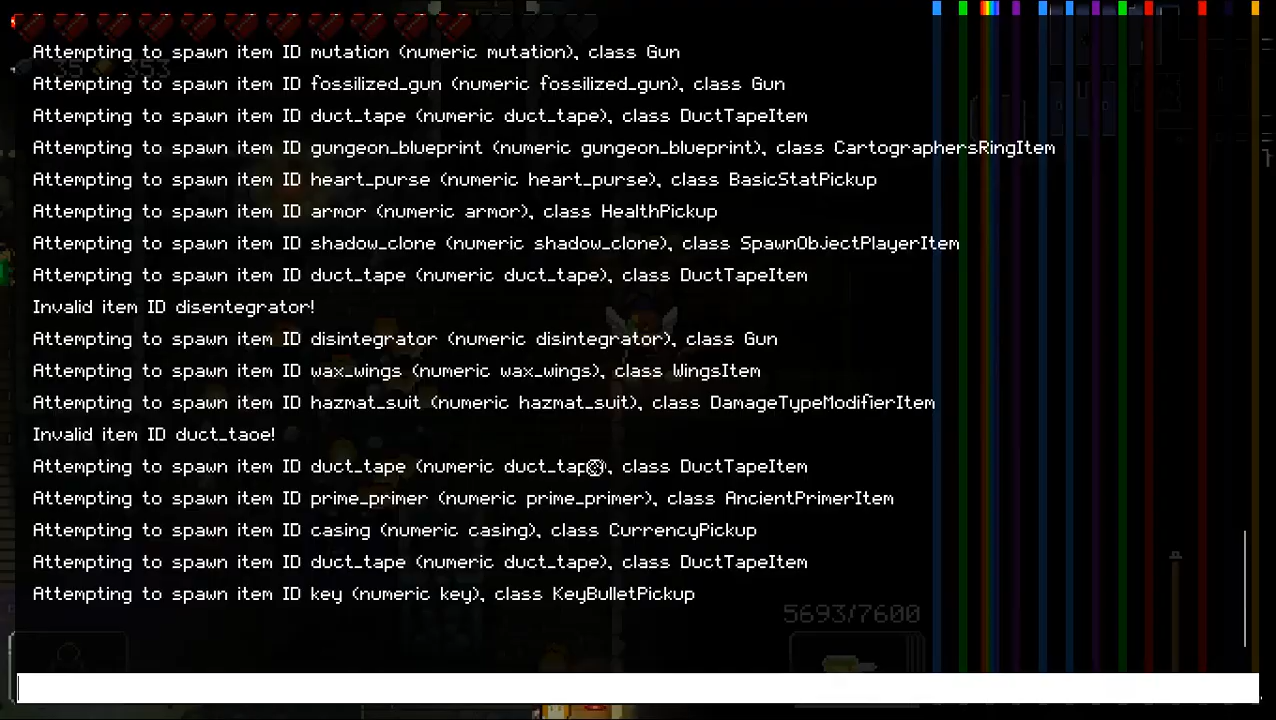 35 353
Attempting to spawn item ID mutation (numeric mutation), class Gun
Attempting to spawn item ID fossilized_gun (numeric fossilized_gun), class Gun
Attempting to spawn item ID duct_tape (numeric duct_tape), class DuctTapeItem
Attempting to spawn item ID gungeon_blueprint (numeric gungeon_blueprint), class CartographersRingItem
Attempting to spawn item ID heart_purse (numeric heart_purse), class BasicStatPickup
Attempting to spawn item ID armor (numeric armor), class HealthPickup
Attempting to spawn item ID shadow_clone (numeric shadow_clone), class SpawnObjectPlayerItem
Attempting to spawn item ID duct_tape (numeric duct_tape), class DuctTapeItem
Invalid item ID disentegrator!
Attempting to spawn item ID disintegrator (numeric disintegrator), class Gun
Attempting to spawn item ID wax_wings (numeric wax_wings), class WingsItem
Attempting to spawn item ID hazmat_suit (numeric hazmat_suit), class DamageTypeModifierItem
Invalid item ID duct_taoe!
Attempting to spawn item ID duct_tape (numeric duct_tape), class DuctTapeItem
Attempting to spawn item ID prime_primer (numeric prime_primer), class AncientPrimerItem
Attempting to spawn item ID casing (numeric casing), class CurrencyPickup
Attempting to spawn item ID duct_tape (numeric duct_tape), class DuctTapeItem
Attempting to spawn item ID key (numeric key), class KeyBulletPickup
5693/7600